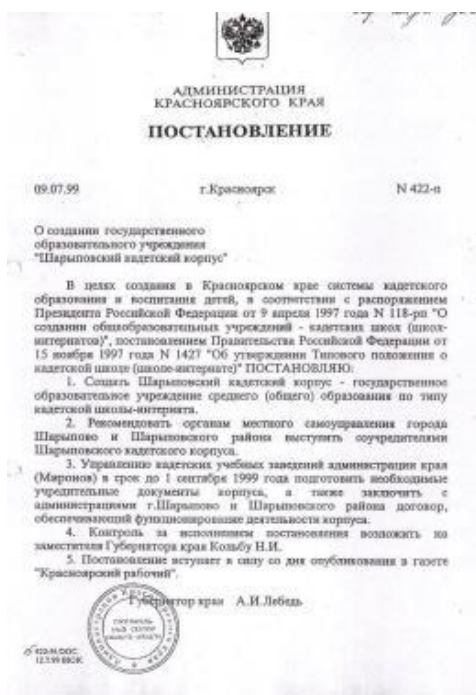 АДМИНИСТРАЦИЯ
КРАСНОЯРСКОГО КРАЯ
ПОСТАНОВЛЕНИЕ
09.07.99 г.Красноярск N 422-п
О создании государственного
образовательного учреждения
"Шарыповский кадетский корпус"
В целях создания в Красноярском крае системы кадетского
образования и воспитания детей, в соответствии с распоряжением
Президента Российской Федерации от 9 апреля 1997 года N 118-рп "О
создании общеобразовательных учреждений - кадетских школ (школ-
интернатов)", постановлением Правительства Российской Федерации от
15 ноября 1997 года N 1427 "Об утверждении Типового положения о
кадетской школе (школе-интернате)" ПОСТАНОВЛЯЮ:
1. Создать Шарыповский кадетский корпус - государственное
образовательное учреждение среднего (общего) образования по типу
кадетской школы-интерната.
2. Рекомендовать органам местного самоуправления города
Шарыпово и Шарыповского района выступить соучредителями
Шарыповского кадетского корпуса.
3. Управлению кадетских учебных заведений администрации края
(Миронов) в срок до 1 сентября 1999 года подготовить необходимые
учредительные документы корпуса, а также заключить с
администрациями г.Шарыпово и Шарыповского района договор,
обеспечивающий функционирование деятельности корпуса.
4. Контроль за исполнением постановления возложить на
заместителя Губернатора края Кольбу Н.И.
5. Постановление вступает в силу со дня опубликования в газете
"Красноярский рабочий".
Губернатор края А.И.Лебедь
422-П.DOC